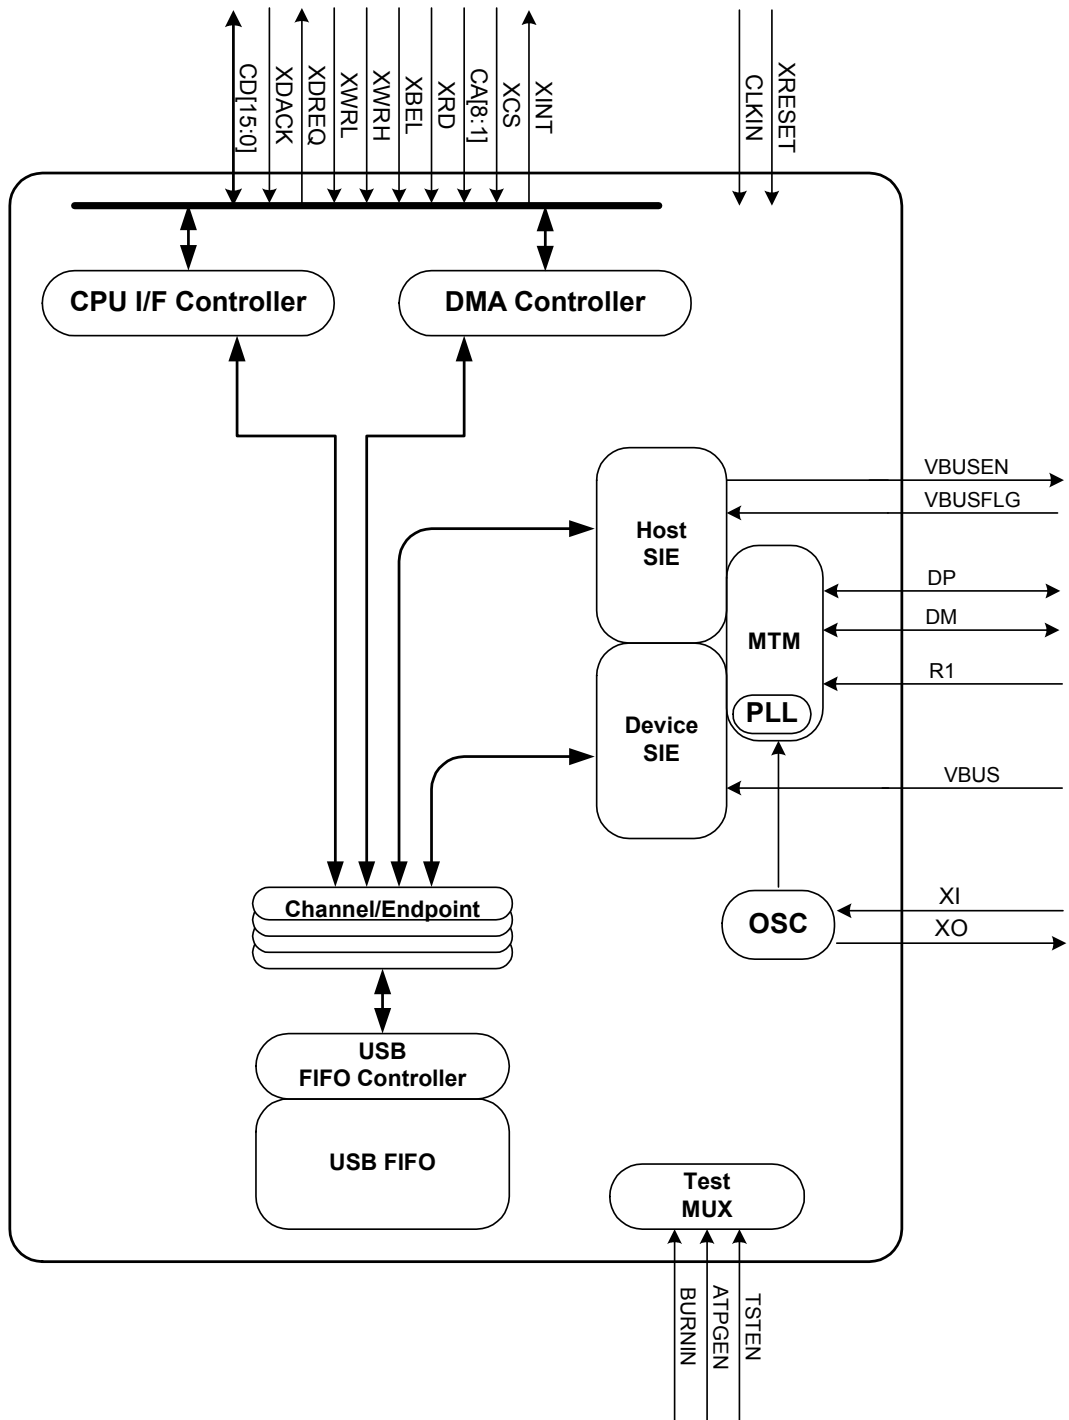 CD[15:0]
XDACK
XDREQ
XWRL
XWRH
XBEL
XRD
CA[8:1]
XCS
XINT
CLKIN
XRESET
CPU I/F Controller
DMA Controller
VBUSEN
VBUSFLG
Host
SIE
DP
DM
MTM
R1
PLL
Device
SIE
VBUS
XI
XO
OSC
Channel/Endpoint
USB
FIFO Controller
USB FIFO
Test
MUX
BURNIN
ATPGEN
TSTEN